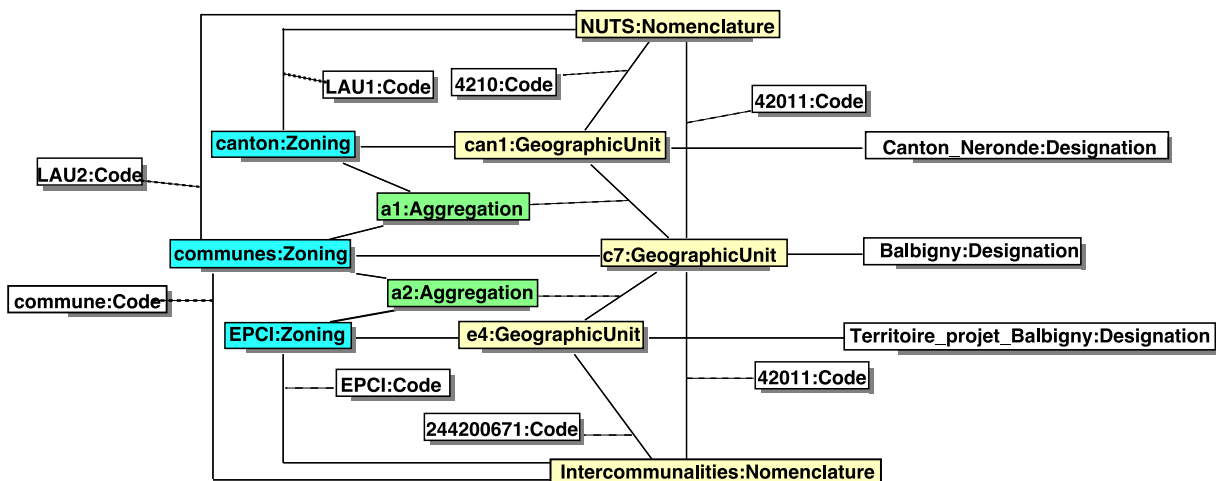 NUTS:Nomenclature
LAU1:Code
4210:Code
42011:Code
canton:Zoning
can1:GeographicUnit
Canton_Neronde:Designation
LAU2:Code
a1:Aggregation
communes:Zoning
c7:GeographicUnit
Balbigny:Designation
commune:Code
a2:Aggregation
EPCI:Zoning
e4:GeographicUnit
Territoire_projet_Balbigny:Designation
EPCI:Code
42011:Code
244200671:Code
Intercommunalities:Nomenclature